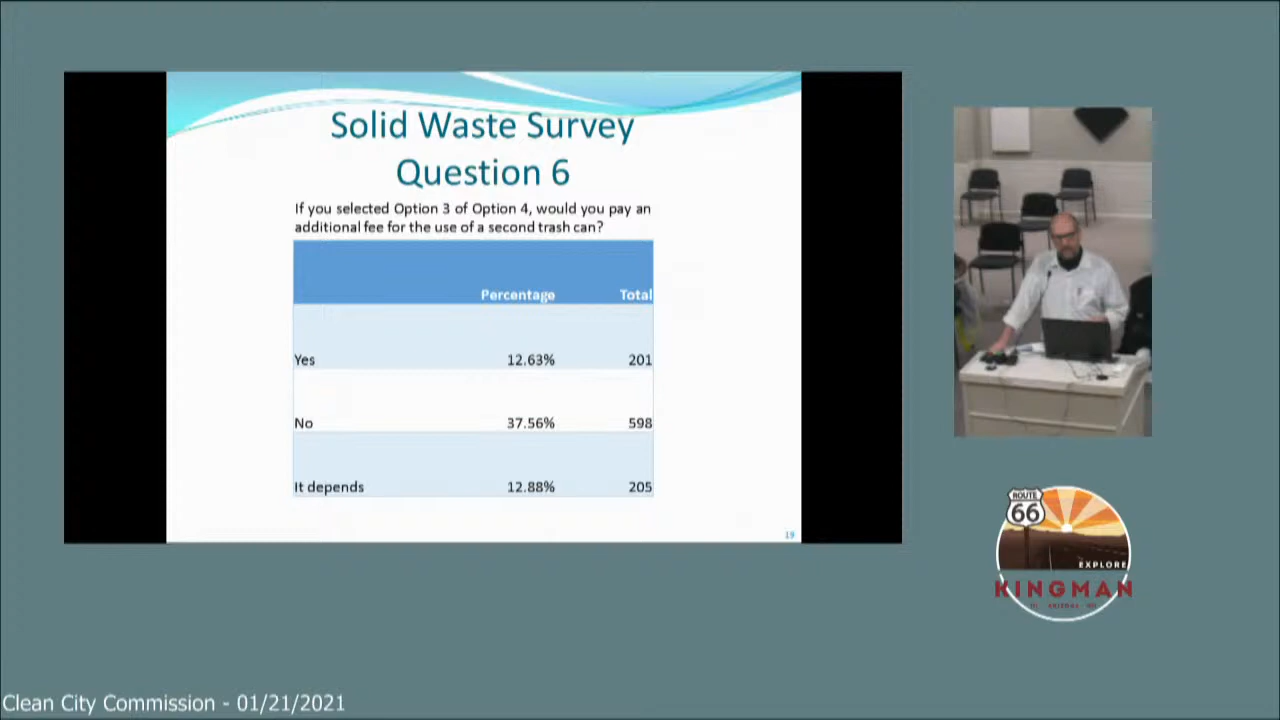 Solid Waste Survey
Question 6
If you selected Option 3 of Option 4, would you pay an
additional fee for the use of a second trash can?
Percentage Total
Yes 12.63% 201
No 37.56% 598
It depends 12.88% 205
19
ROUTE
66
EXPLORE
KINGMAN
Clean City Commission - 01/21/2021